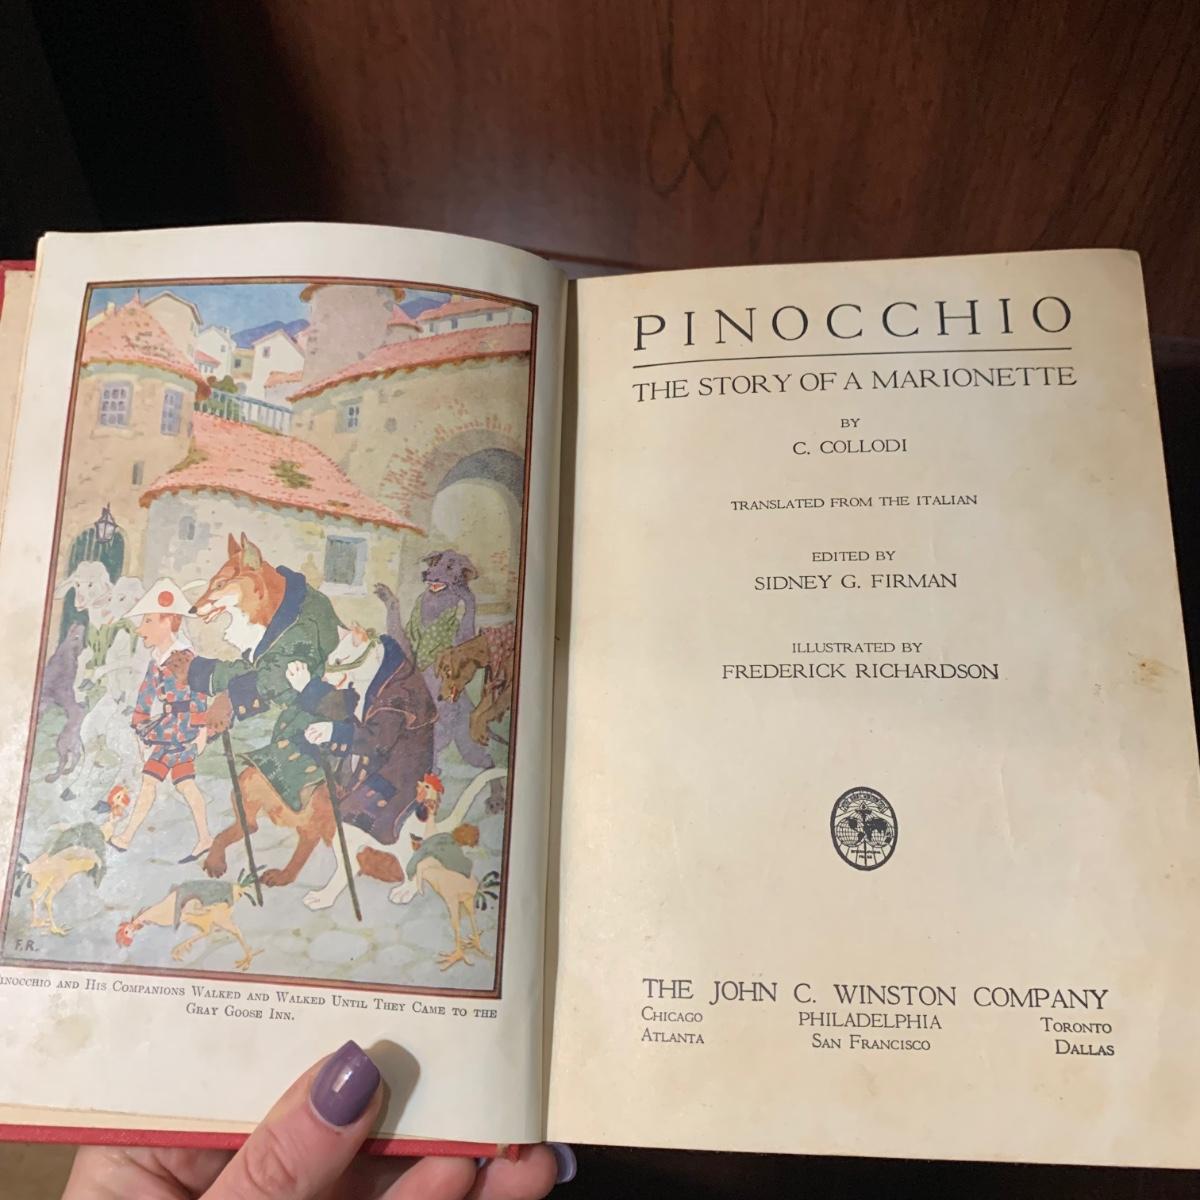 F.R.
INOCCHIO AND HIS COMPANIONS WALKED AND WALKED UNTIL THEY CAME TO THE
GRAY GOOSE INN.
PINOCCHIO
THE STORY OF A MARIONETTE
BY
C. COLLODI
TRANSLATED FROM THE ITALIAN
EDITED BY
SIDNEY G. FIRMAN
ILLUSTRATED BY
FREDERICK RICHARDSON
INTERNATIONAL
PRESS
THE JOHN C. WINSTON COMPANY
CHICAGO PHILADELPHIA TORONTO
ATLANTA SAN FRANCISCO DALLAS